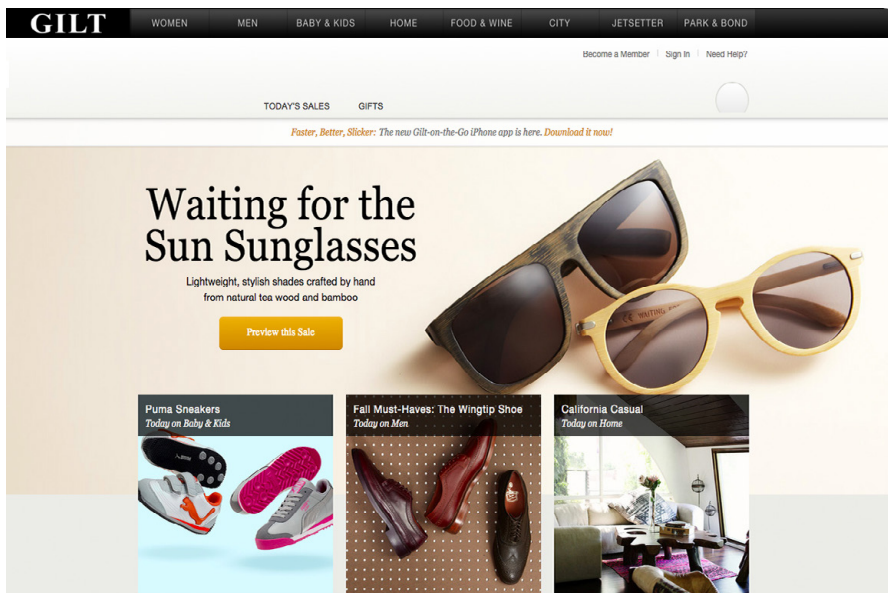 GILT WOMEN MEN BABY & KIDS HOME FOOD & WINE CITY JETSETTER PARK & BOND
Become a Member Sign In Need Help?
TODAY'S SALES GIFTS
Faster, Better, Slicker: The new Gilt-on-the-Go iPhone app is here. Download it now!
Waiting for the
Sun Sunglasses
Lightweight, stylish shades crafted by hand
from natural tea wood and bamboo
Preview this Sale
CE WAITING
Puma Sneakers
Today on Baby & Kids
Fall Must-Haves: The Wingtip Shoe
Today on Men
California Casual
Today on Home